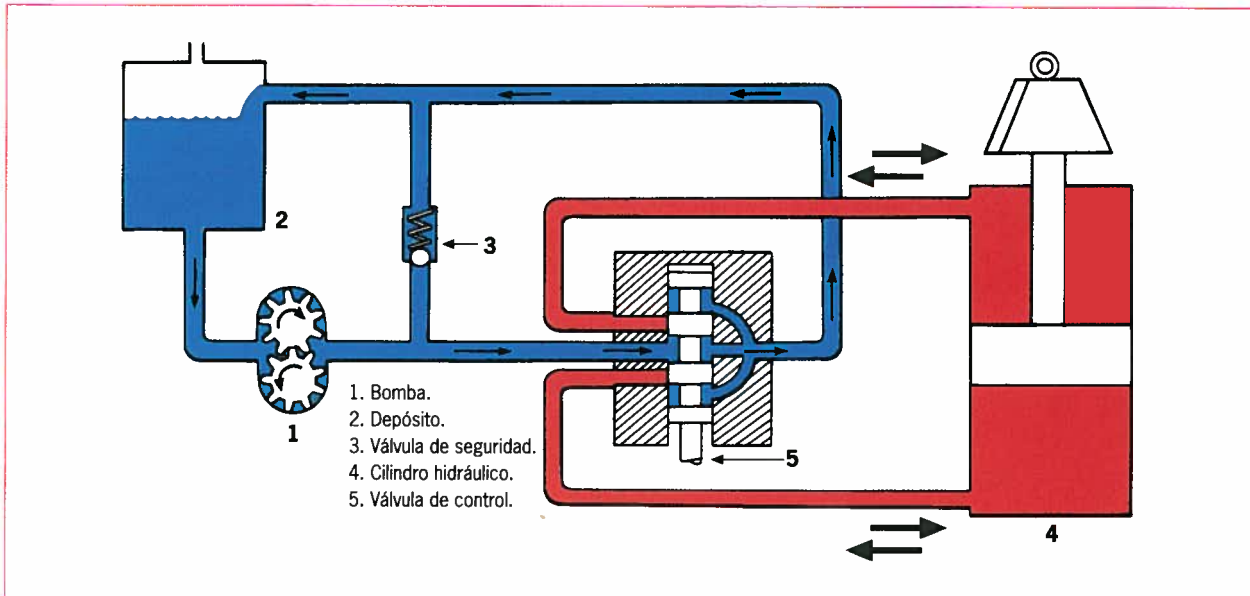 2
3
1
1. Bomba.
2. Depósito.
3. Válvula de seguridad.
4. Cilindro hidráulico.
5. Válvula de control.
5
4